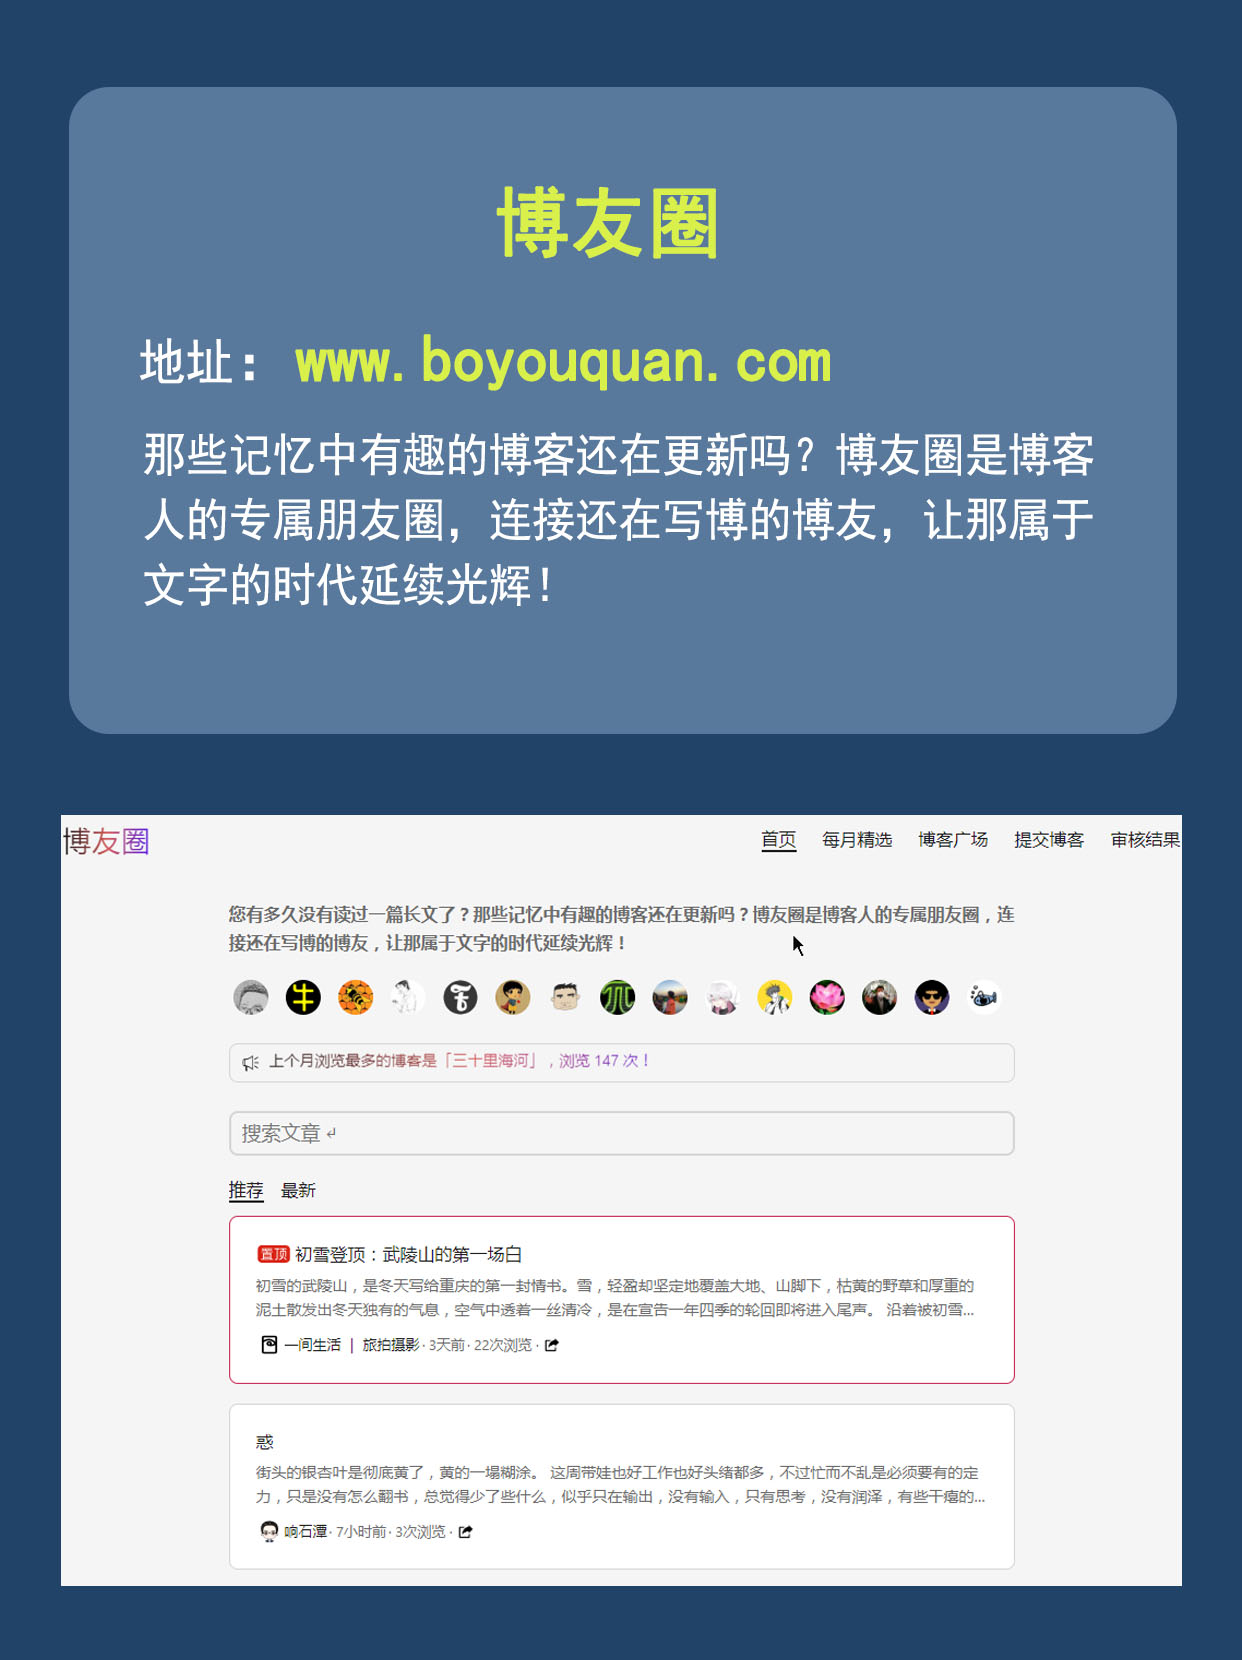 博友圈
地址：www.boyouquan.com
那些记忆中有趣的博客还在更新吗？博友圈是博客
人的专属朋友圈，连接还在写博的博友，让那属于
文字的时代延续光辉！
博友圈
首页 每月精选 博客广场 提交博客 审核结果
您有多久没有读过一篇长文了？那些记忆中有趣的博客还在更新吗？博友圈是博客人的专属朋友圈，连
接还在写博的博友，让那属于文字的时代延续光辉！
牛
上个月浏览最多的博客是「三十里海河」，浏览 147 次！
搜索文章 ↵
推荐 最新
置顶 初雪登顶：武陵山的第一场白
初雪的武陵山，是冬天写给重庆的第一封情书。雪，轻盈却坚定地覆盖大地、山脚下，枯黄的野草和厚重的
泥土散发出冬天独有的气息，空气中透着一丝清冷，是在宣告一年四季的轮回即将进入尾声。 沿着被初雪...
一间生活 | 旅拍摄影 · 3天前 · 22次浏览 ·
惑
街头的银杏叶是彻底黄了，黄的一塌糊涂。 这周带娃也好工作也好头绪都多，不过忙而不乱是必须要有的定
力，只是没有怎么翻书，总觉得少了些什么，似乎只在输出，没有输入，只有思考，没有润泽，有些干瘪的...
响石潭 · 7小时前 · 3次浏览 ·